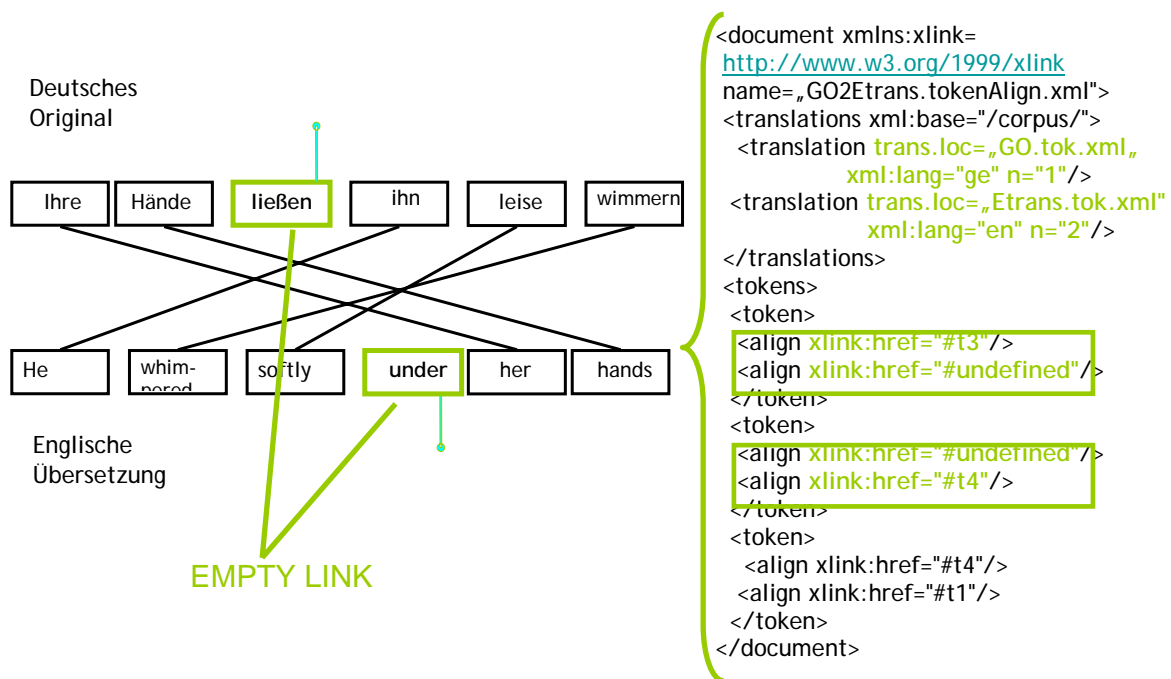 Deutsches
Original
Ihre Hände ließen ihn leise wimmern
He whim- softly under her hands
pered
Englische
Übersetzung
EMPTY LINK
<document xmlns:xlink=
http://www.w3.org/1999/xlink
name=„GO2Etrans.tokenAlign.xml">
<translations xml:base="/corpus/">
<translation trans.loc=„GO.tok.xml„
xml:lang="ge" n="1"/>
<translation trans.loc=„Etrans.tok.xml"
xml:lang="en" n="2"/>
</translations>
<tokens>
<token>
<align xlink:href="#t3"/>
<align xlink:href="#undefined"/>
</token>
<token>
<align xlink:href="#undefined"/>
<align xlink:href="#t4"/>
</token>
<token>
<align xlink:href="#t4"/>
<align xlink:href="#t1"/>
</token>
</document>